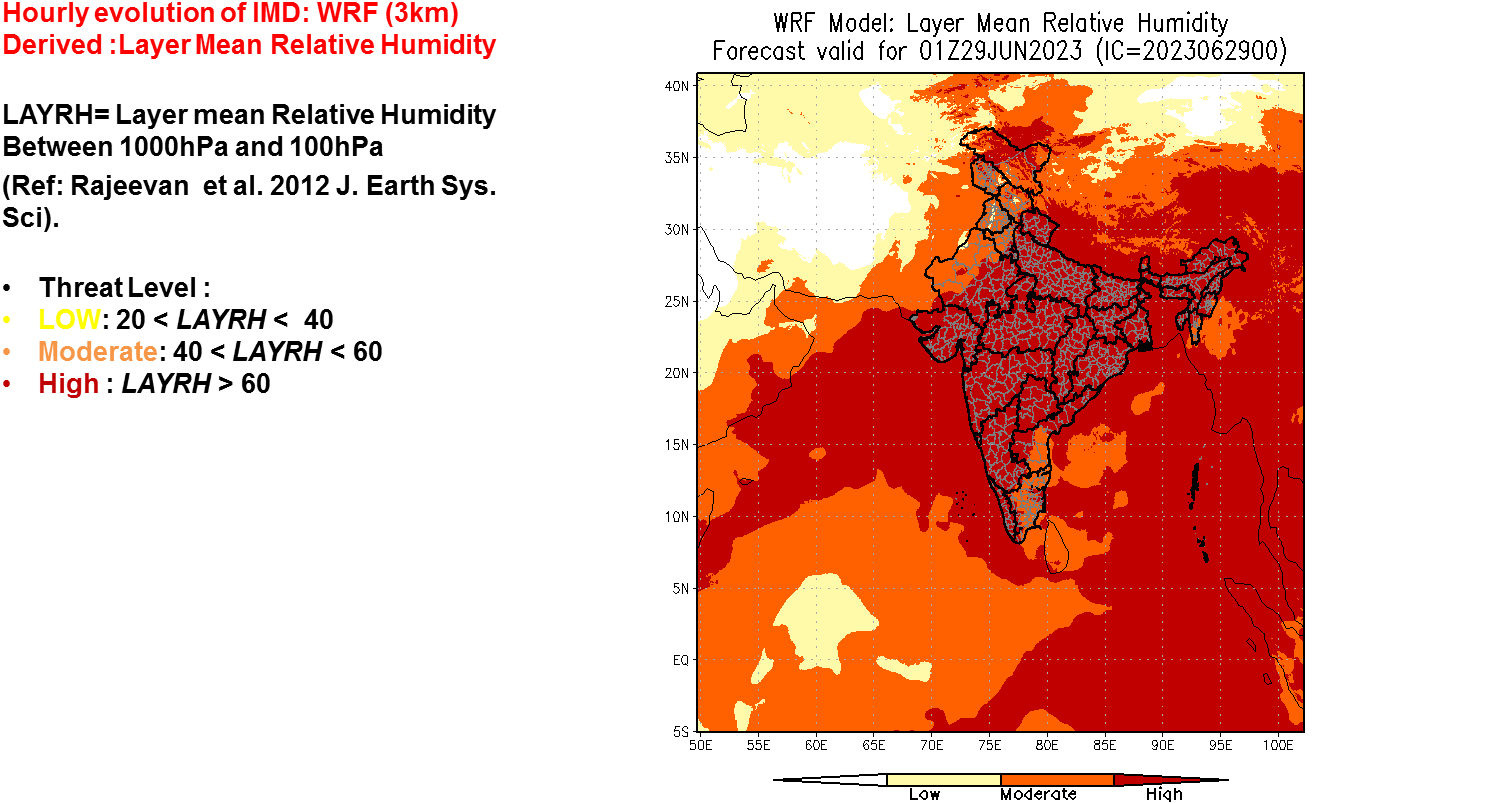 Hourly evolution of IMD: WRF (3km)
Derived :Layer Mean Relative Humidity
LAYRH= Layer mean Relative Humidity
Between 1000hPa and 100hPa
(Ref: Rajeevan et al. 2012 J. Earth Sys.
Sci).
• Threat Level :
• LOW: 20 < LAYRH < 40
• Moderate: 40 < LAYRH < 60
• High : LAYRH > 60
WRF Model: Layer Mean Relative Humidity
Forecast valid for 01Z29JUN2023 (IC=2023062900)
40N
35N
30N
25N
20N
15N
10N
5N
EQ
5S
50E 55E 60E 65E 70E 75E 80E 85E 90E 95E 100E
Low Moderate High